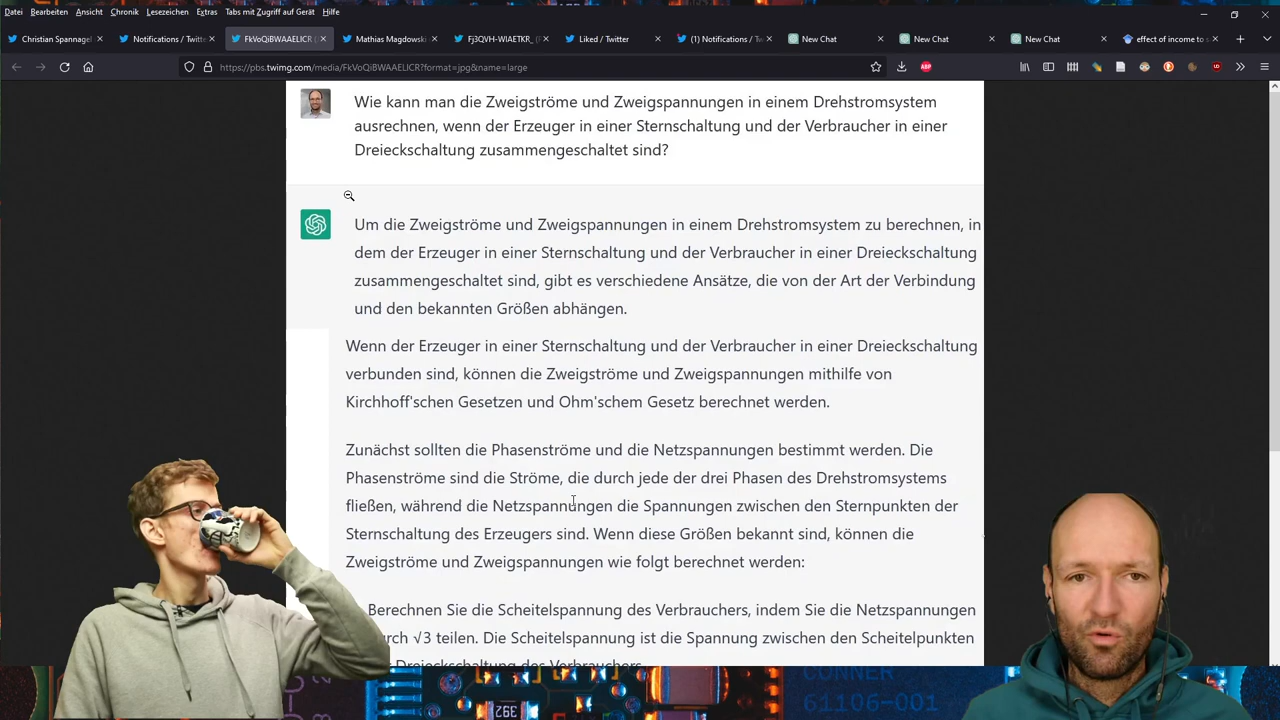 Datei Bearbeiten Ansicht Chronik Lesezeichen Extras Tabs mit Zugriff auf Gerät Hilfe
Christian Spannagel Notifications / Twitte FkVoQiBWAAELICR ( Mathias Magdowski Fj3QVH-WIAETKR_ ( Liked / Twitter (1) Notifications / Tw New Chat New Chat New Chat effect of income to s
https://pbs.twimg.com/media/FkVoQiBWAAELICR?format=jpg&name=large
Wie kann man die Zweigströme und Zweigspannungen in einem Drehstromsystem
ausrechnen, wenn der Erzeuger in einer Sternschaltung und der Verbraucher in einer
Dreieckschaltung zusammengeschaltet sind?
Um die Zweigströme und Zweigspannungen in einem Drehstromsystem zu berechnen, in
dem der Erzeuger in einer Sternschaltung und der Verbraucher in einer Dreieckschaltung
zusammengeschaltet sind, gibt es verschiedene Ansätze, die von der Art der Verbindung
und den bekannten Größen abhängen.
Wenn der Erzeuger in einer Sternschaltung und der Verbraucher in einer Dreieckschaltung
verbunden sind, können die Zweigströme und Zweigspannungen mithilfe von
Kirchhoff'schen Gesetzen und Ohm'schem Gesetz berechnet werden.
Zunächst sollten die Phasenströme und die Netzspannungen bestimmt werden. Die
Phasenströme sind die Ströme, die durch jede der drei Phasen des Drehstromsystems
fließen, während die Netzspannungen die Spannungen zwischen den Sternpunkten der
Sternschaltung des Erzeugers sind. Wenn diese Größen bekannt sind, können die
Zweigströme und Zweigspannungen wie folgt berechnet werden:
Berechnen Sie die Scheitelspannung des Verbrauchers, indem Sie die Netzspannungen
durch √3 teilen. Die Scheitelspannung ist die Spannung zwischen den Scheitelpunkten
Dreieckschaltung des Verbrauchers.
CONNER
61106-001
392